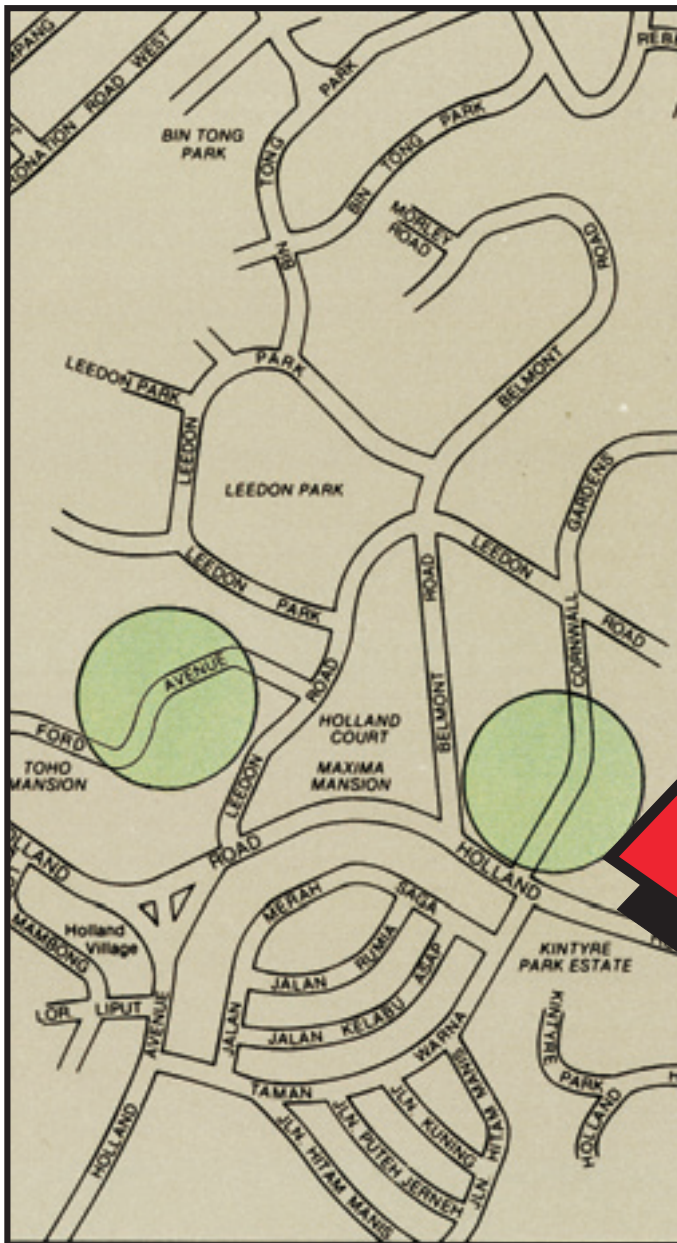 MPANG
ONATION ROAD WEST
BIN TONG
PARK
BIN TONG PARK
BIN TONG PARK
MORLEY
ROAD
BELMONT ROAD
LEEDON PARK
PARK
LEEDON
LEEDON PARK
GARDENS
CORNWALL
LEEDON PARK
LEEDON ROAD
BELMONT ROAD
FORD AVENUE
TOHO
MANSION
LEEDON ROAD
HOLLAND
COURT
MAXIMA
MANSION
OLLAND ROAD
HOLLAND
Holland
Village
MAMBONG
LOR LIPUT
HOLLAND AVENUE
JALAN MERAH SAGA
JALAN RUMIA
JALAN KELABU ASAP
TAMAN WARNA
KINTYRE
PARK ESTATE
KINTYRE PARK
HOLLAND
H
JLN HITAM MANIS
JLN KUNING
JLN PUTEH JERNEH
JLN HITAM MANIS